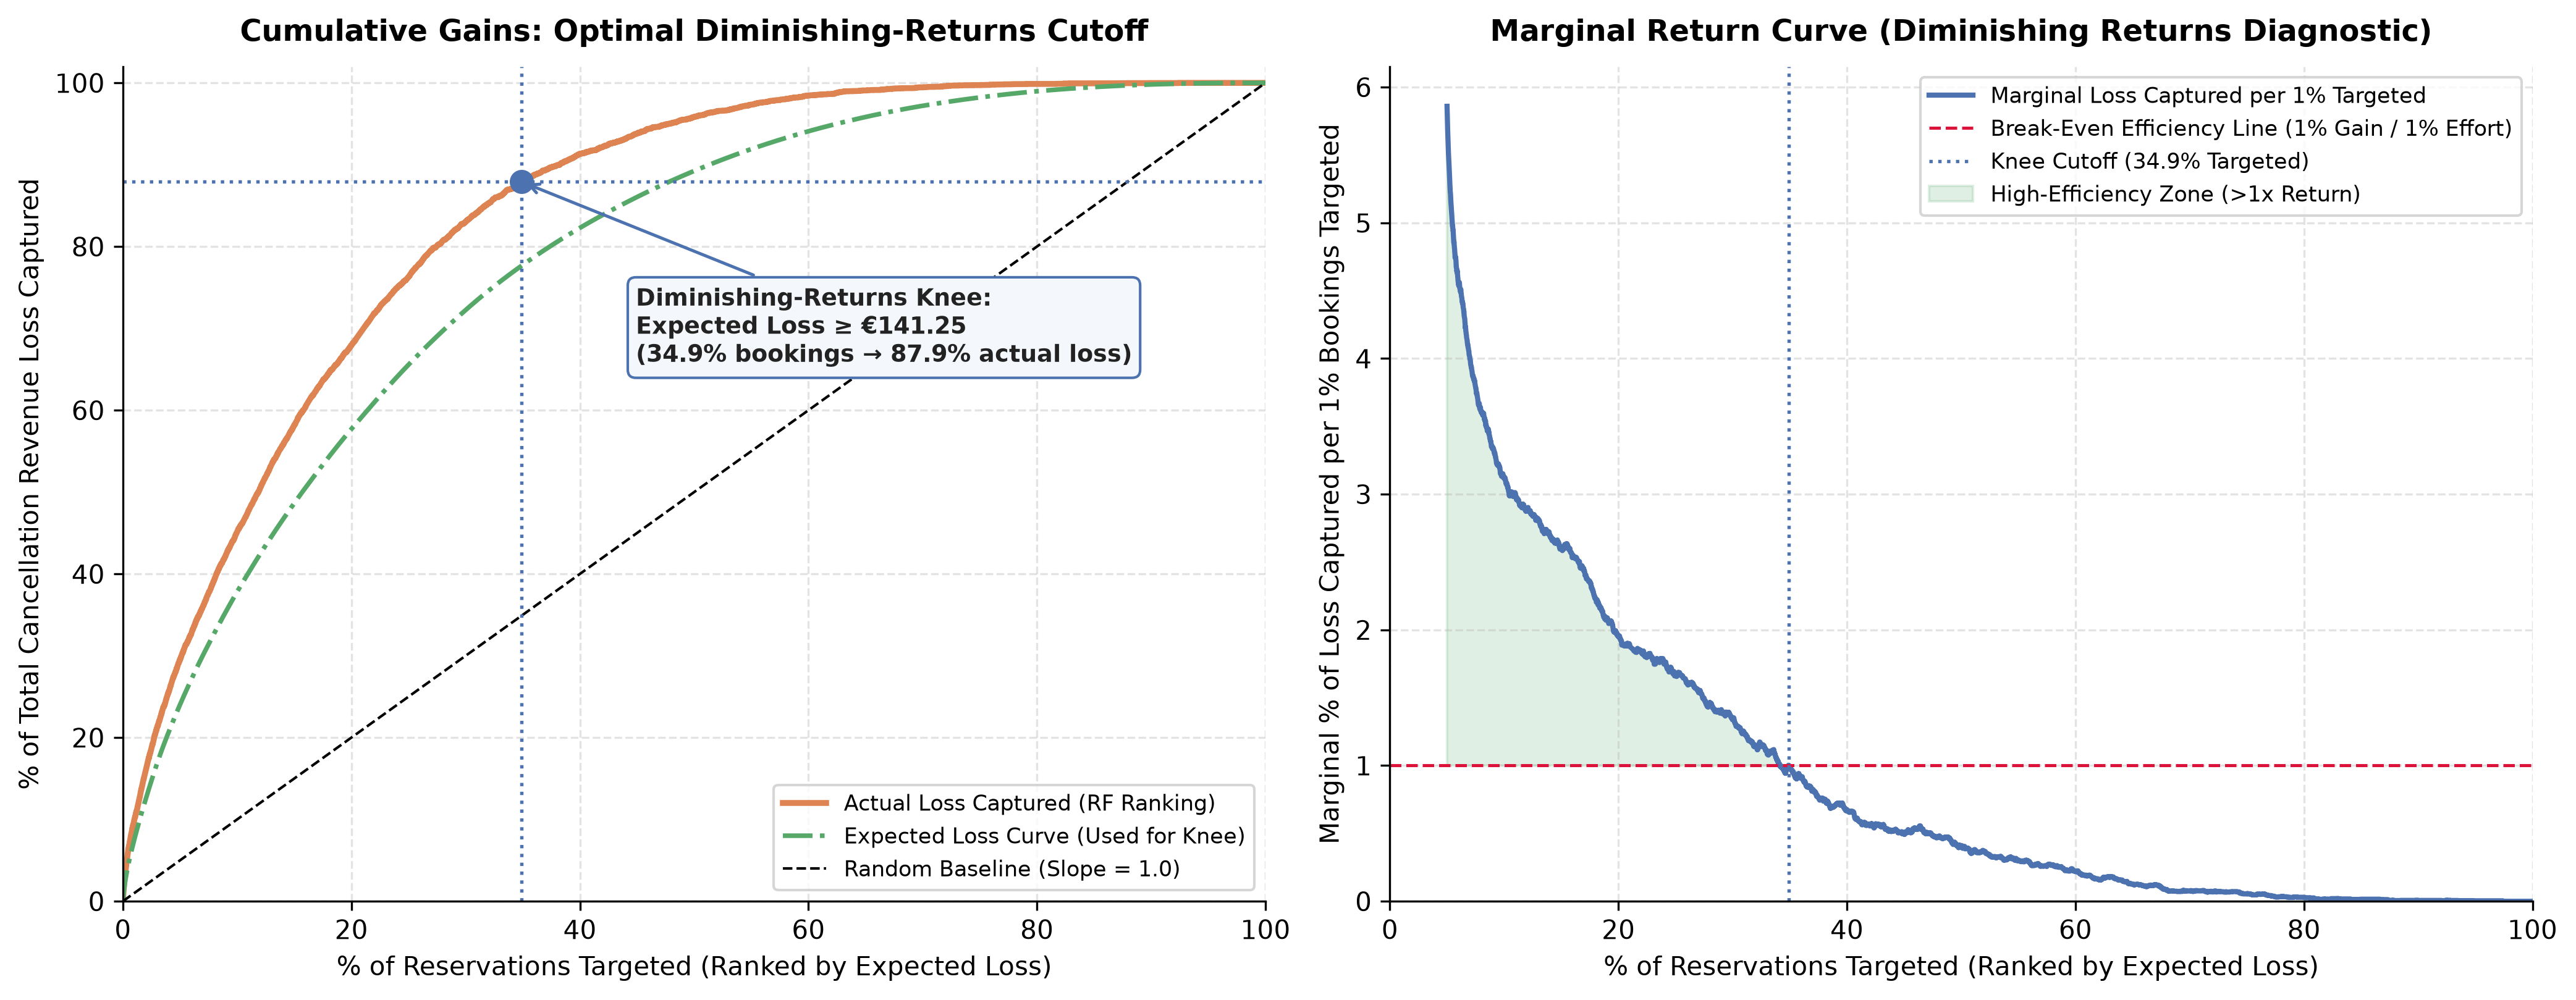 Cumulative Gains: Optimal Diminishing-Returns Cutoff
% of Total Cancellation Revenue Loss Captured
100
80
60
40
20
0
Diminishing-Returns Knee:
Expected Loss ≥ €141.25
(34.9% bookings → 87.9% actual loss)
Actual Loss Captured (RF Ranking)
Expected Loss Curve (Used for Knee)
Random Baseline (Slope = 1.0)
0 20 40 60 80 100
% of Reservations Targeted (Ranked by Expected Loss)
Marginal Return Curve (Diminishing Returns Diagnostic)
Marginal % of Loss Captured per 1% Bookings Targeted
6
5
4
3
2
1
0
Marginal Loss Captured per 1% Targeted
Break-Even Efficiency Line (1% Gain / 1% Effort)
Knee Cutoff (34.9% Targeted)
High-Efficiency Zone (>1x Return)
0 20 40 60 80 100
% of Reservations Targeted (Ranked by Expected Loss)